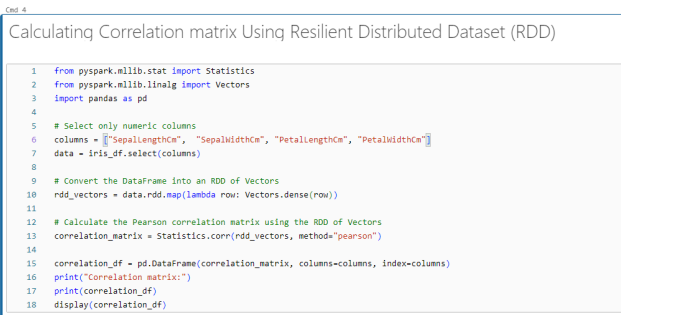 Cmd 4
Calculating Correlation matrix Using Resilient Distributed Dataset (RDD)
1 from pyspark.mllib.stat import Statistics
2 from pyspark.mllib.linalg import Vectors
3 import pandas as pd
4
5 # Select only numeric columns
6 columns = ["SepalLengthCm",  "SepalWidthCm", "PetalLengthCm", "PetalWidthCm"]
7 data = iris_df.select(columns)
8
9 # Convert the DataFrame into an RDD of Vectors
10 rdd_vectors = data.rdd.map(lambda row: Vectors.dense(row))
11
12 # Calculate the Pearson correlation matrix using the RDD of Vectors
13 correlation_matrix = Statistics.corr(rdd_vectors, method="pearson")
14
15 correlation_df = pd.DataFrame(correlation_matrix, columns=columns, index=columns)
16 print("Correlation matrix:")
17 print(correlation_df)
18 display(correlation_df)